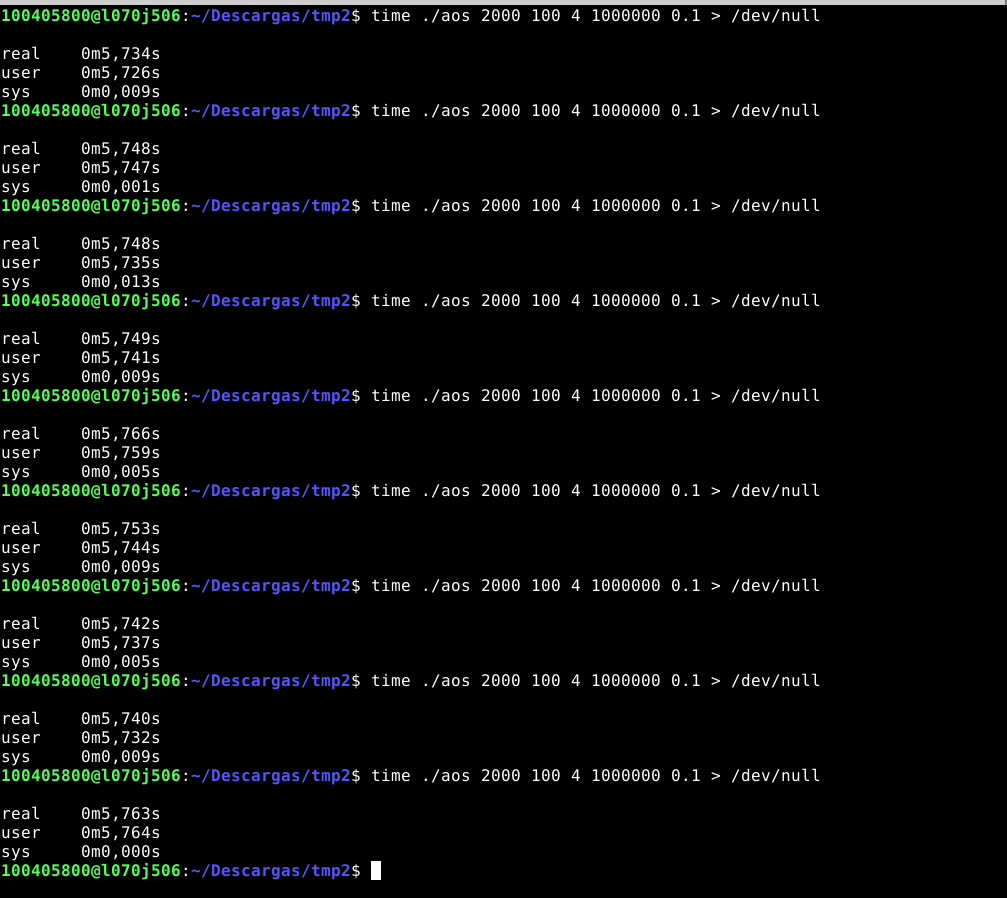 100405800@l070j506:~/Descargas/tmp2$ time ./aos 2000 100 4 1000000 0.1 > /dev/null
real 0m5,734s
user 0m5,726s
sys 0m0,009s
100405800@l070j506:~/Descargas/tmp2$ time ./aos 2000 100 4 1000000 0.1 > /dev/null
real 0m5,748s
user 0m5,747s
sys 0m0,001s
100405800@l070j506:~/Descargas/tmp2$ time ./aos 2000 100 4 1000000 0.1 > /dev/null
real 0m5,748s
user 0m5,735s
sys 0m0,013s
100405800@l070j506:~/Descargas/tmp2$ time ./aos 2000 100 4 1000000 0.1 > /dev/null
real 0m5,749s
user 0m5,741s
sys 0m0,009s
100405800@l070j506:~/Descargas/tmp2$ time ./aos 2000 100 4 1000000 0.1 > /dev/null
real 0m5,766s
user 0m5,759s
sys 0m0,005s
100405800@l070j506:~/Descargas/tmp2$ time ./aos 2000 100 4 1000000 0.1 > /dev/null
real 0m5,753s
user 0m5,744s
sys 0m0,009s
100405800@l070j506:~/Descargas/tmp2$ time ./aos 2000 100 4 1000000 0.1 > /dev/null
real 0m5,742s
user 0m5,737s
sys 0m0,005s
100405800@l070j506:~/Descargas/tmp2$ time ./aos 2000 100 4 1000000 0.1 > /dev/null
real 0m5,740s
user 0m5,732s
sys 0m0,009s
100405800@l070j506:~/Descargas/tmp2$ time ./aos 2000 100 4 1000000 0.1 > /dev/null
real 0m5,763s
user 0m5,764s
sys 0m0,000s
100405800@l070j506:~/Descargas/tmp2$